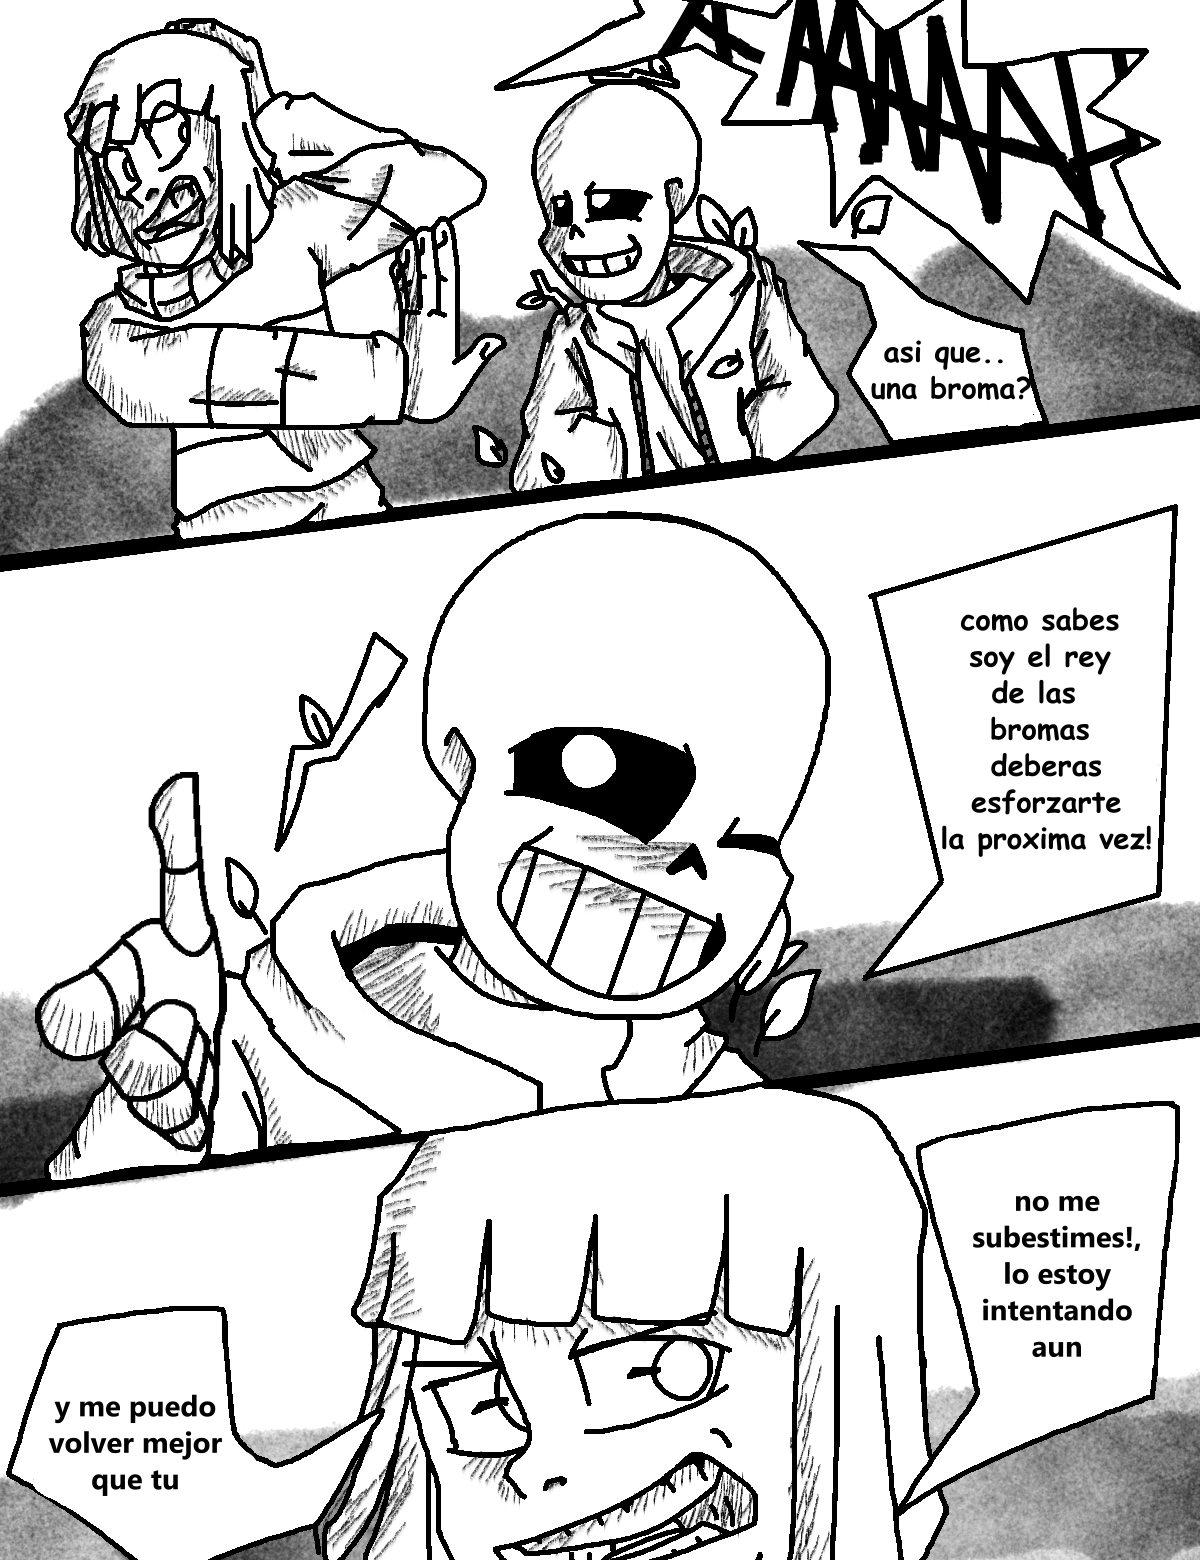 asi que..
una broma?
como sabes
soy el rey
de las
bromas
deberas
esforzarte
la proxima vez!
no me
subestimes!,
lo estoy
intentando
aun
y me puedo
volver mejor
que tu